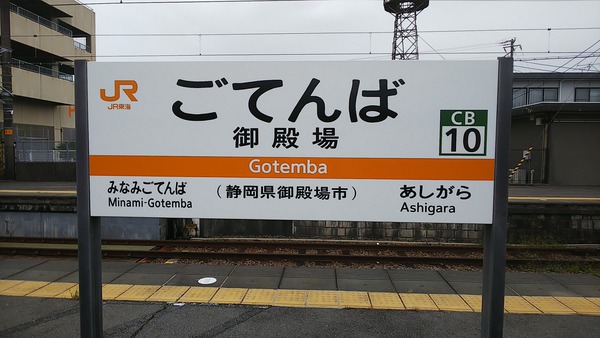 JR
JR東海
ごてんば
御殿場
CB
10
Gotemba
みなみごてんば
Minami-Gotemba
(静岡県御殿場市)
あしがら
Ashigara